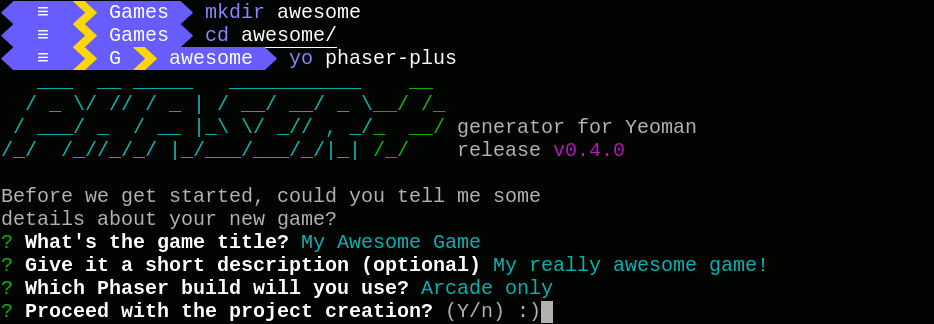 ≡ Games mkdir awesome
≡ Games cd awesome/
≡ G awesome yo phaser-plus
PHASER+
generator for Yeoman
release v0.4.0
Before we get started, could you tell me some
details about your new game?
? What's the game title? My Awesome Game
? Give it a short description (optional) My really awesome game!
? Which Phaser build will you use? Arcade only
? Proceed with the project creation? (Y/n) :)